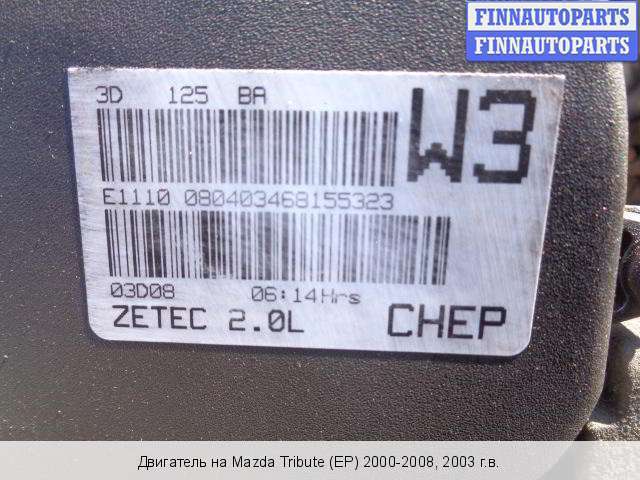 FINNAUTOPARTS
FINNAUTOPARTS
3D 125 BA
W3
E1110 080403468155323
03D08 06:14Hrs
ZETEC 2.0L CHEP
Двигатель на Mazda Tribute (EP) 2000-2008, 2003 г.в.